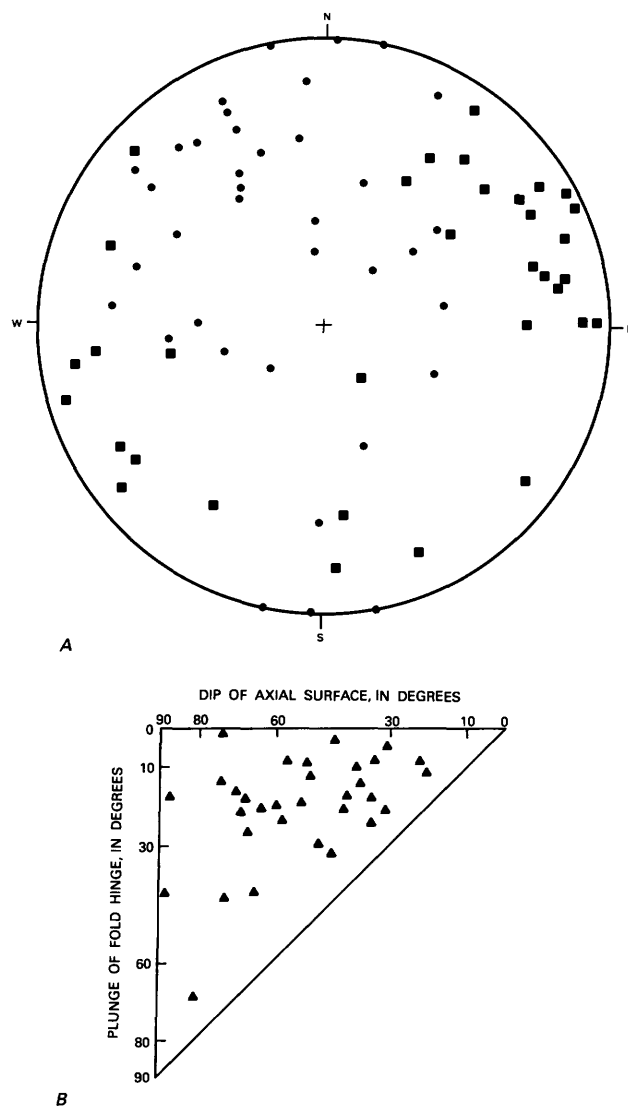 N
W
S
A
DIP OF AXIAL SURFACE, IN DEGREES
90 80 60 30 10 0
0
10
30
60
80
90
PLUNGE OF FOLD HINGE, IN DEGREES
B